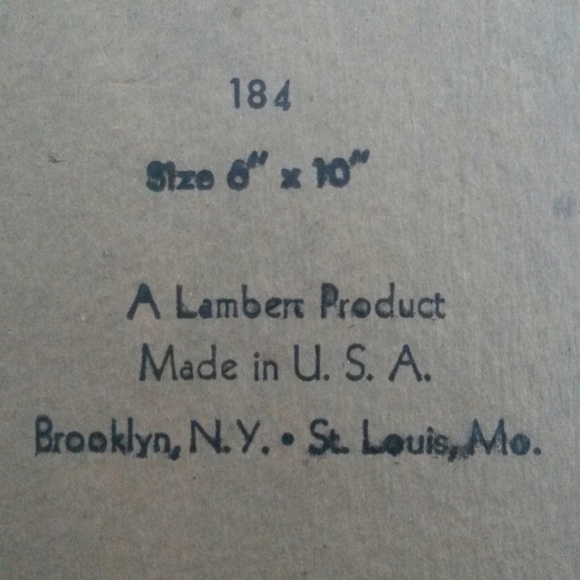 184
Size 6" x 10"
A Lambert Product
Made in U. S. A.
Brooklyn, N.Y. • St. Louis, Mo.